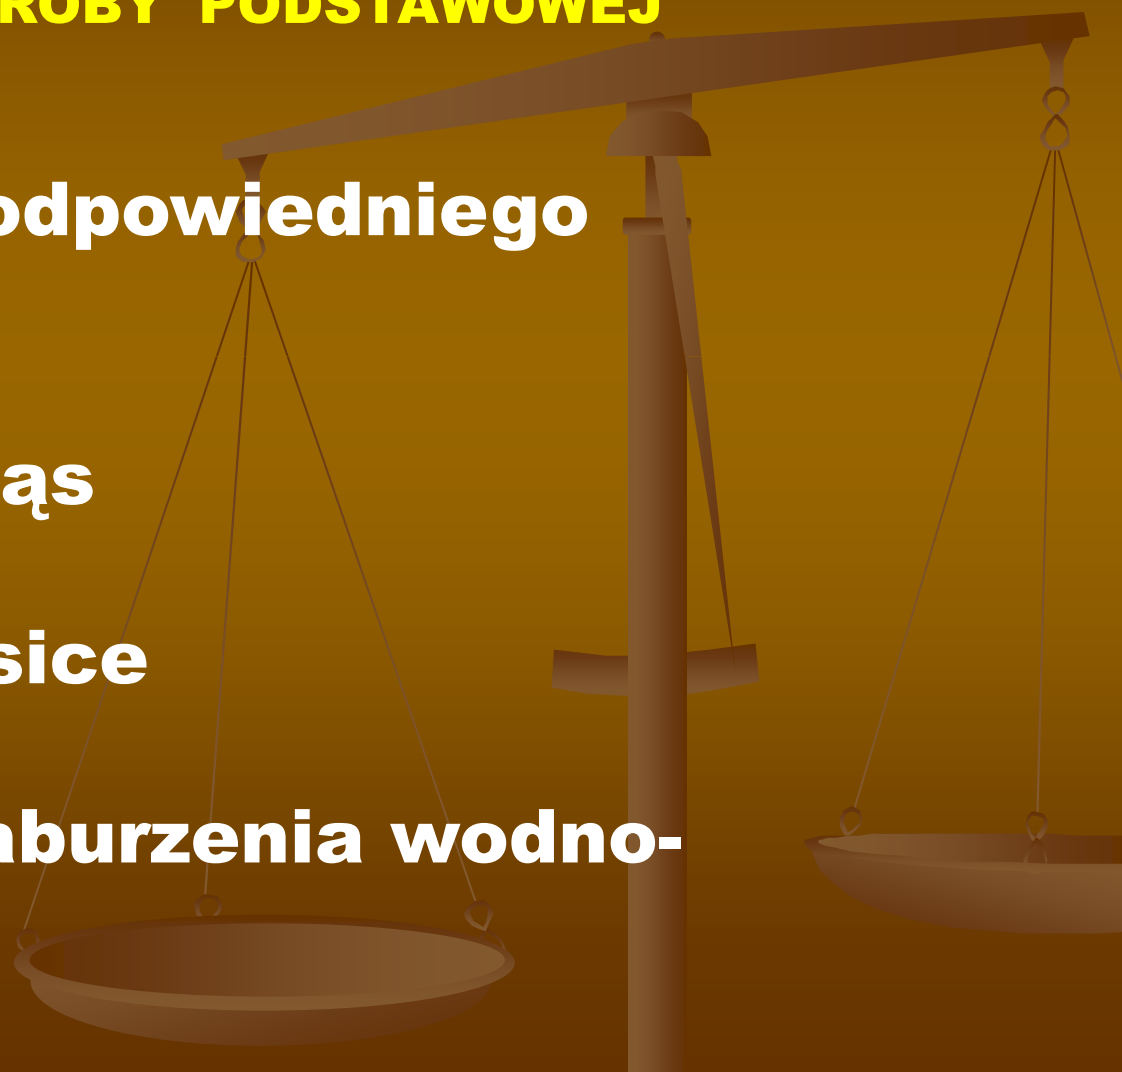 ROBY PODSTAWOWEJ
odpowiedniego
ąs
sice
aburzenia wodno-